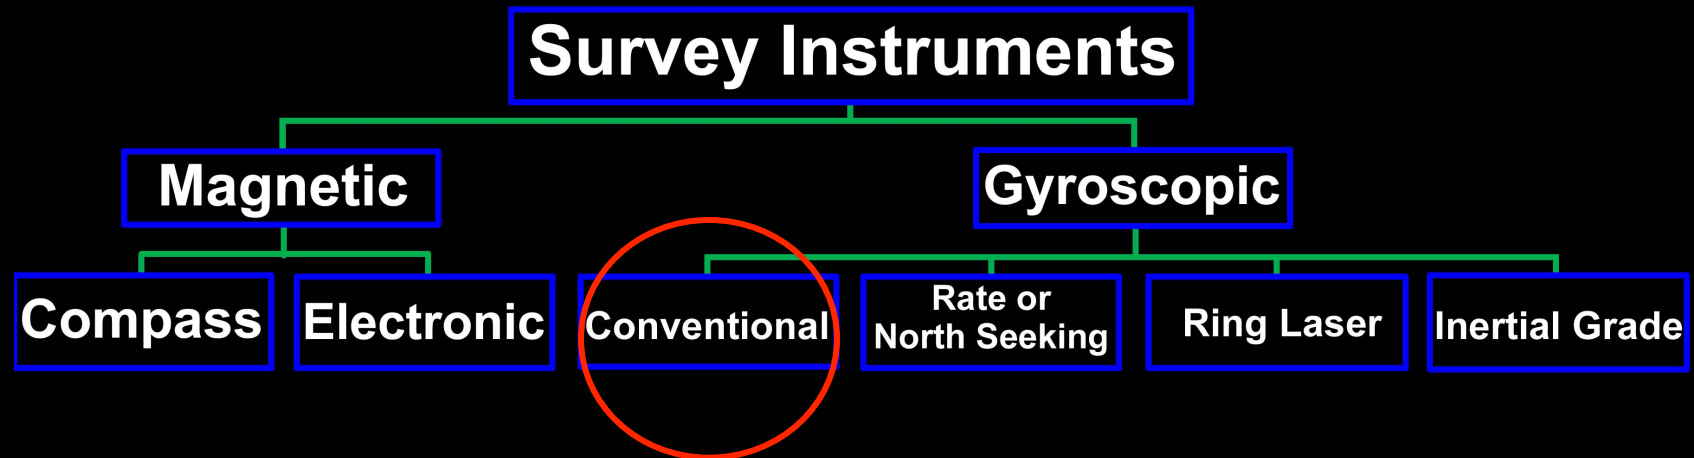 Survey Instruments
Magnetic
Gyroscopic
Compass
Electronic
Conventional
Rate or
North Seeking
Ring Laser
Inertial Grade